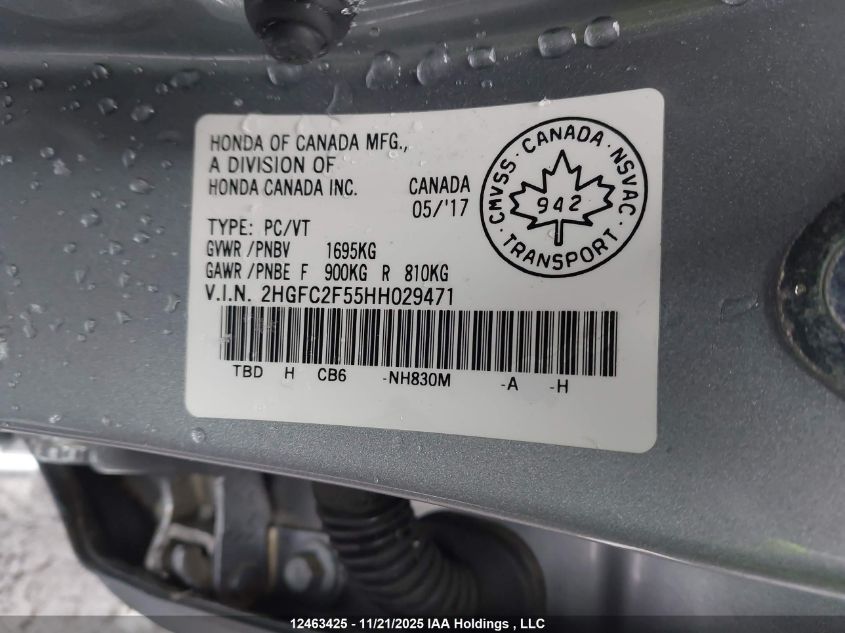 HONDA OF CANADA MFG.,
A DIVISION OF
HONDA CANADA INC.
CANADA
05/'17
CMVSS · CANADA · NSVAC · TRANSPORT ·
942
TYPE: PC/VT
GVWR /PNBV 1695KG
GAWR /PNBE F 900KG R 810KG
V.I.N. 2HGFC2F55HH029471
TBD H CB6 -NH830M -A -H
12463425 - 11/21/2025 IAA Holdings , LLC